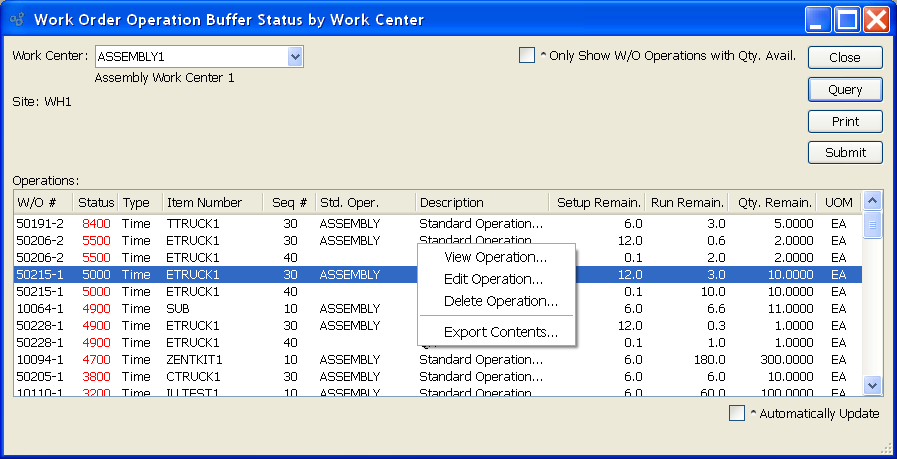 Work Order Operation Buffer Status by Work Center
Work Center: ASSEMBLY1 ^ Only Show W/O Operations with Qty. Avail. Close
Assembly Work Center 1
Query
Site: WH1
Print
Submit
Operations:
W/O # Status Type Item Number Seq # Std. Oper. Description Setup Remain. Run Remain. Qty. Remain. UOM
50191-2 8400 Time TTRUCK1 30 ASSEMBLY Standard Operation... 6.0 3.0 5.0000 EA
50206-2 5500 Time ETRUCK1 30 ASSEMBLY Standard Operation... 12.0 0.6 2.0000 EA
50206-2 5500 Time ETRUCK1 40 View Operation... 0.1 2.0 2.0000 EA
50215-1 5000 Time ETRUCK1 30 ASSEMBLY Edit Operation... 12.0 3.0 10.0000 EA
50215-1 5000 Time ETRUCK1 40 0.1 10.0 10.0000 EA
Delete Operation...
10064-1 4900 Time SUB 10 ASSEMBLY 6.0 6.6 11.0000 EA
50228-1 4900 Time ETRUCK1 30 ASSEMBLY Export Contents... 12.0 0.3 1.0000 EA
50228-1 4900 Time ETRUCK1 40 0.1 1.0 1.0000 EA
10094-1 4700 Time ZENTKIT1 10 ASSEMBLY Standard Operation... 6.0 180.0 300.0000 EA
50205-1 3800 Time CTRUCK1 30 ASSEMBLY Standard Operation... 6.0 6.0 10.0000 EA
10110-1 3200 Time ILLTEST1 10 ASSEMBLY Standard Operation... 6.0 60.0 100.0000 EA
^ Automatically Update